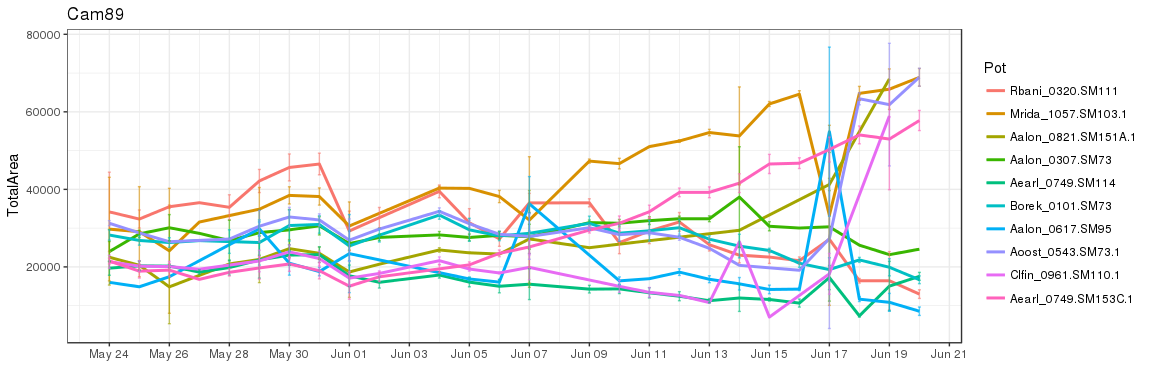 Cam89
TotalArea
80000
60000
40000
20000
May 24
May 26
May 28
May 30
Jun 01
Jun 03
Jun 05
Jun 07
Jun 09
Jun 11
Jun 13
Jun 15
Jun 17
Jun 19
Jun 21
Pot
Rbani_0320.SM111
Mrida_1057.SM103.1
Aalon_0821.SM151A.1
Aalon_0307.SM73
Aearl_0749.SM114
Borek_0101.SM73
Aalon_0617.SM95
Aoost_0543.SM73.1
Clfin_0961.SM110.1
Aearl_0749.SM153C.1